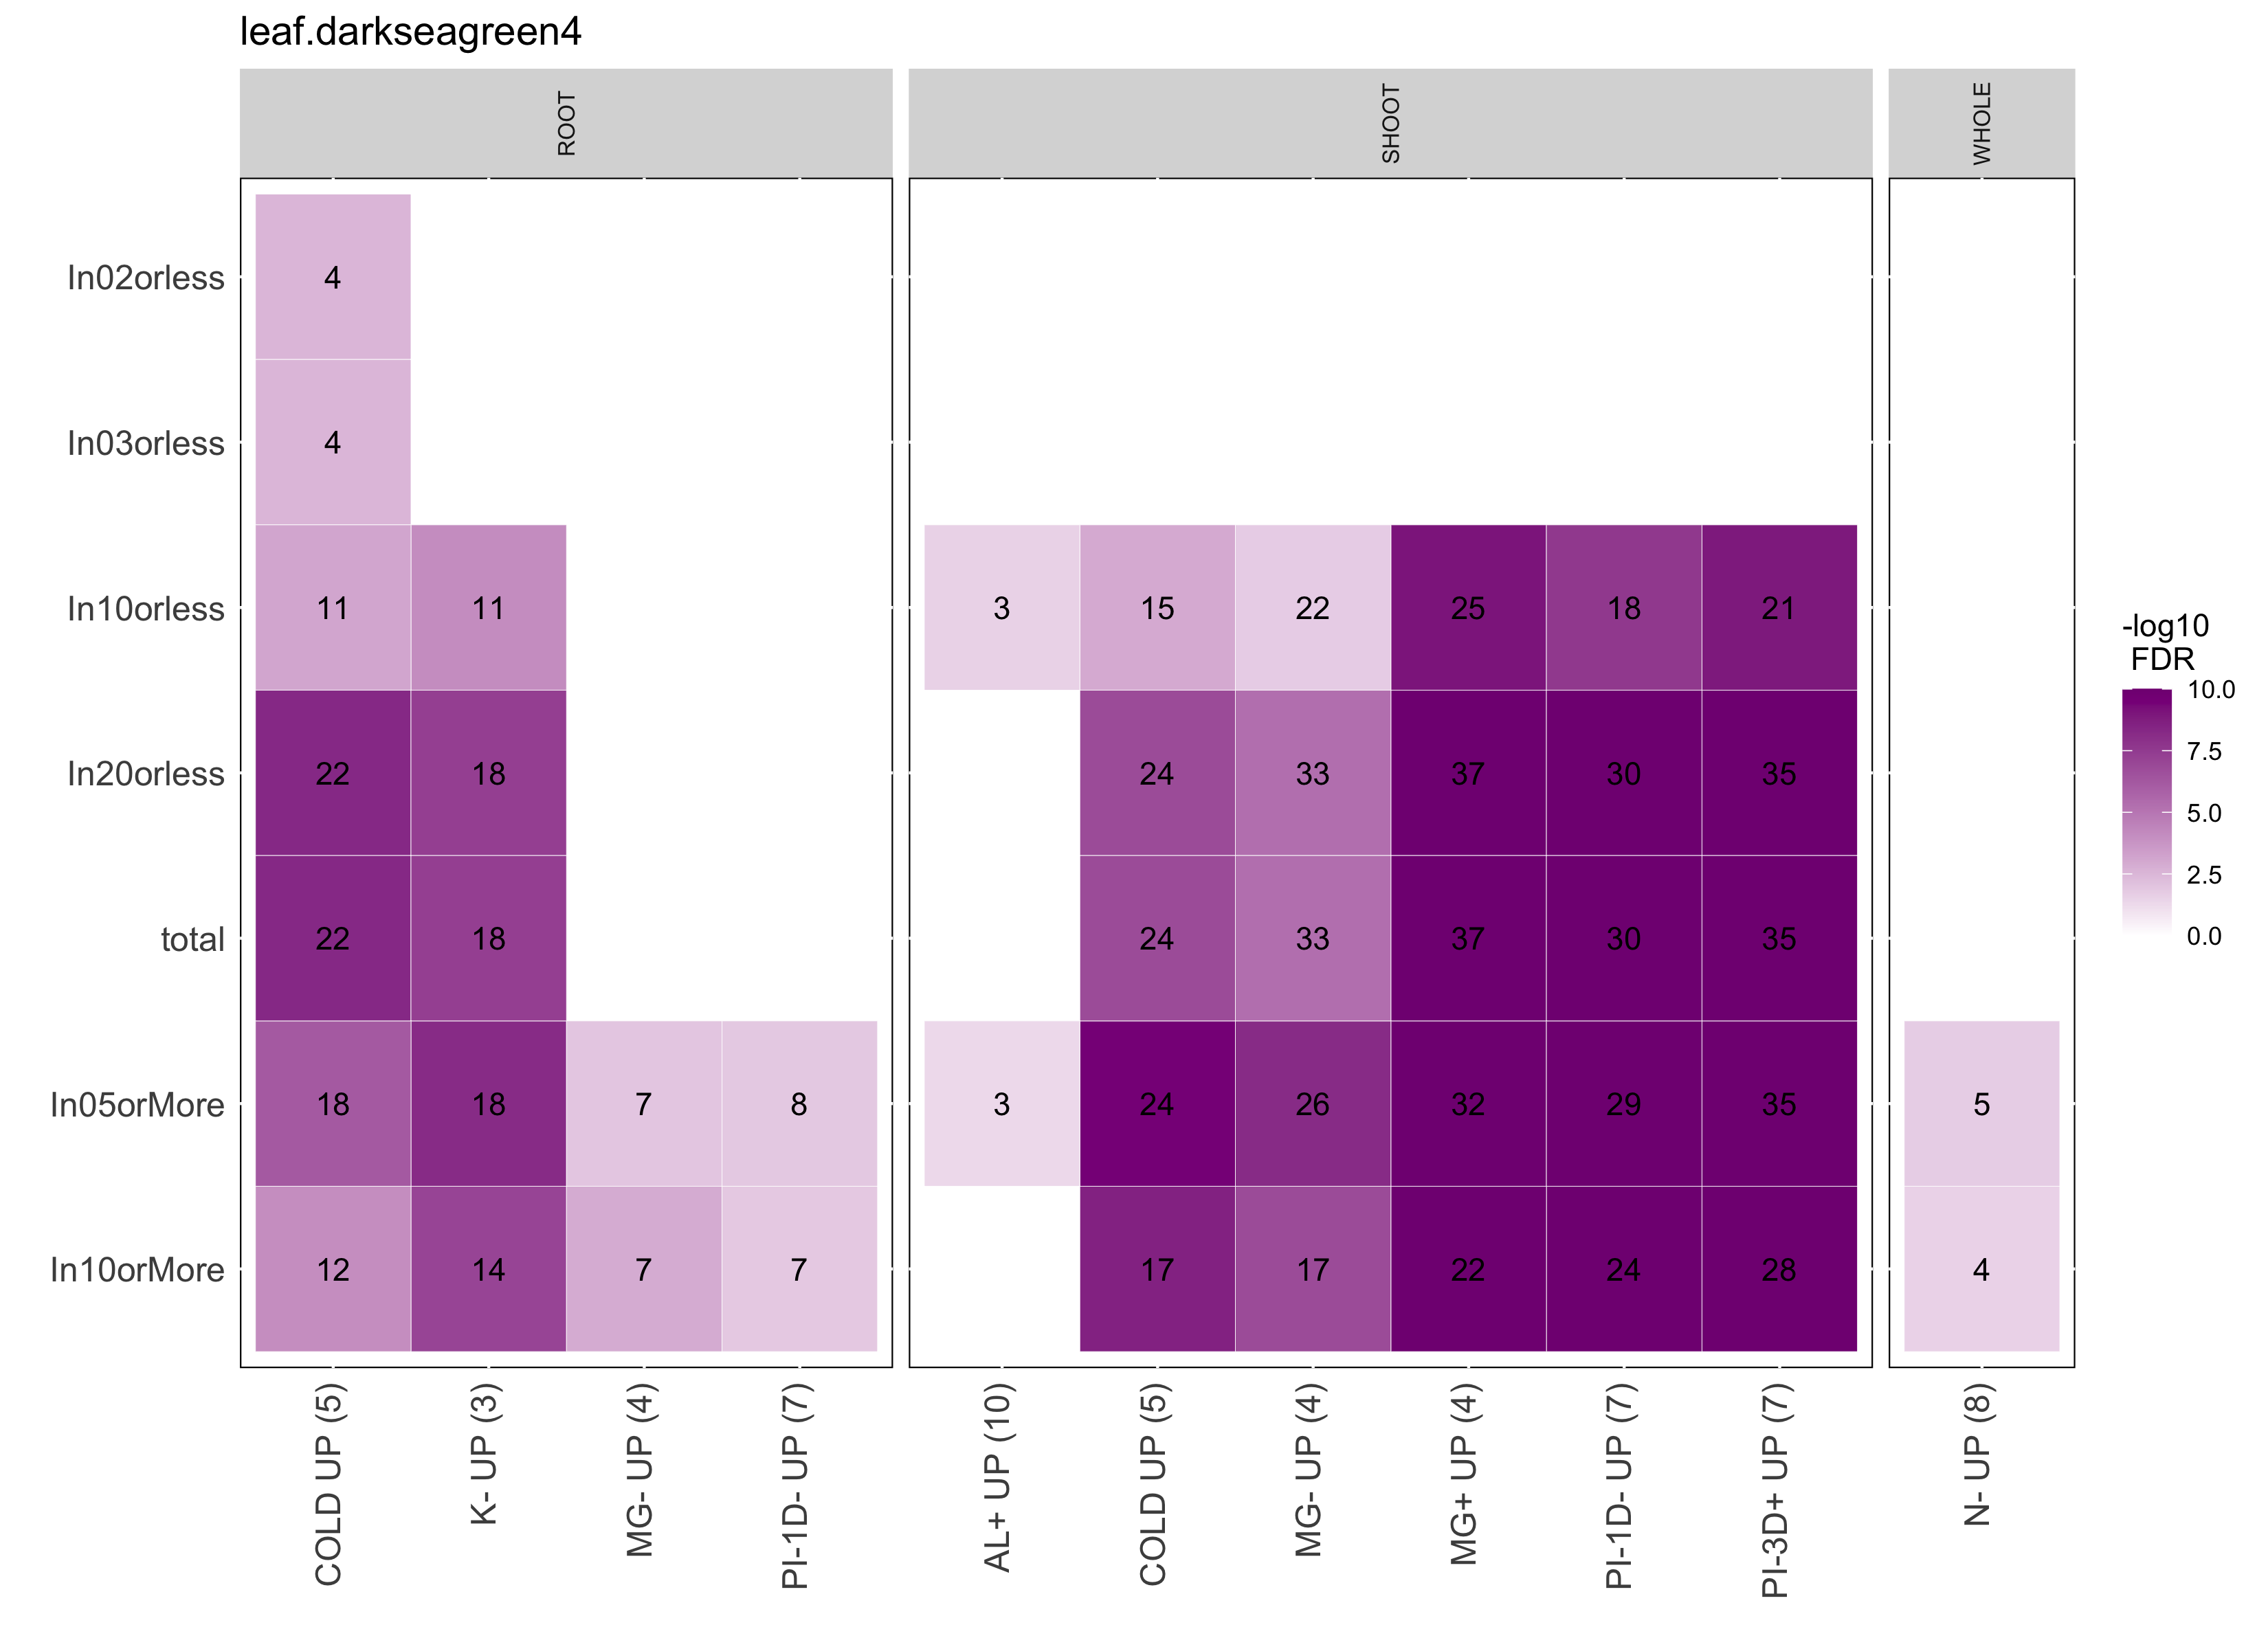 leaf.darkseagreen4
ROOT SHOOT WHOLE
In02orless 4
In03orless 4
In10orless 11 11 3 15 22 25 18 21
In20orless 22 18 24 33 37 30 35
total 22 18 24 33 37 30 35
In05orMore 18 18 7 8 3 24 26 32 29 35 5
In10orMore 12 14 7 7 17 17 22 24 28 4
COLD UP (5)
K- UP (3)
MG- UP (4)
PI-1D- UP (7)
AL+ UP (10)
COLD UP (5)
MG- UP (4)
MG+ UP (4)
PI-1D- UP (7)
PI-3D+ UP (7)
N- UP (8)
-log10
FDR
10.0
7.5
5.0
2.5
0.0